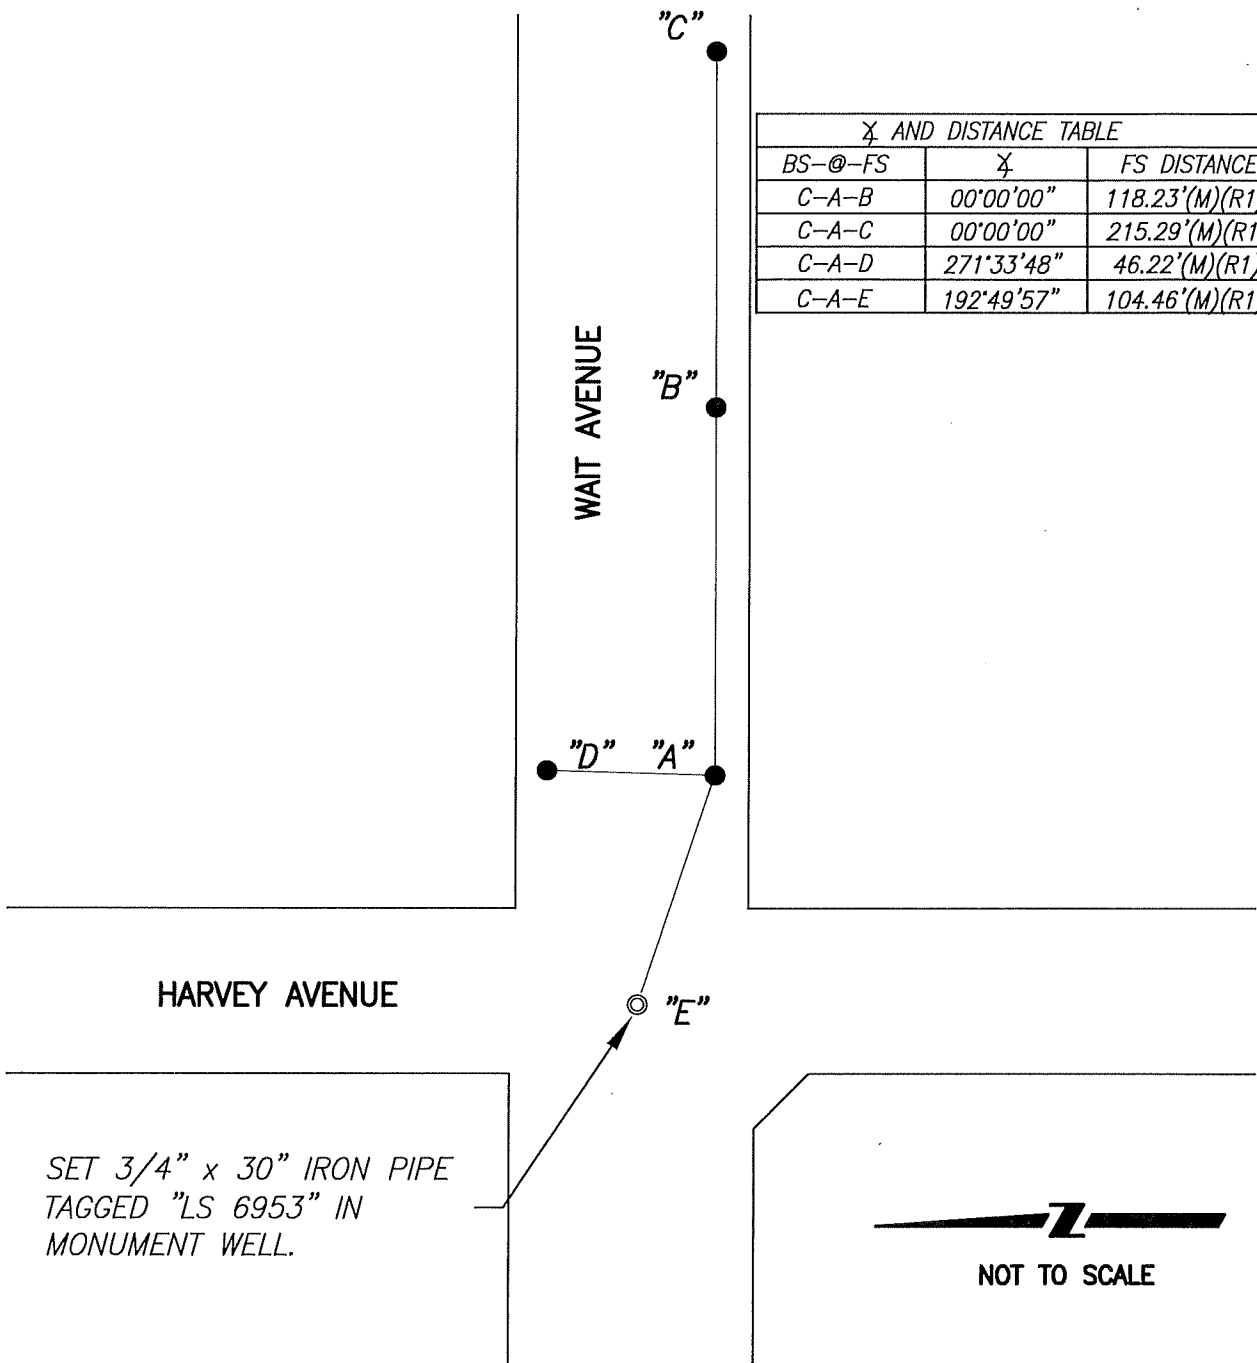 "C"
∡ AND DISTANCE TABLE
BS-@-FS ∡ FS DISTANCE
C-A-B 00°00'00" 118.23'(M)(R1)
C-A-C 00°00'00" 215.29'(M)(R1
C-A-D 271°33'48" 46.22'(M)(R1)
C-A-E 192°49'57" 104.46'(M)(R1)
WAIT AVENUE
"B"
"D" "A"
HARVEY AVENUE
"E"
SET 3/4" x 30" IRON PIPE
TAGGED "LS 6953" IN
MONUMENT WELL.
Z
NOT TO SCALE